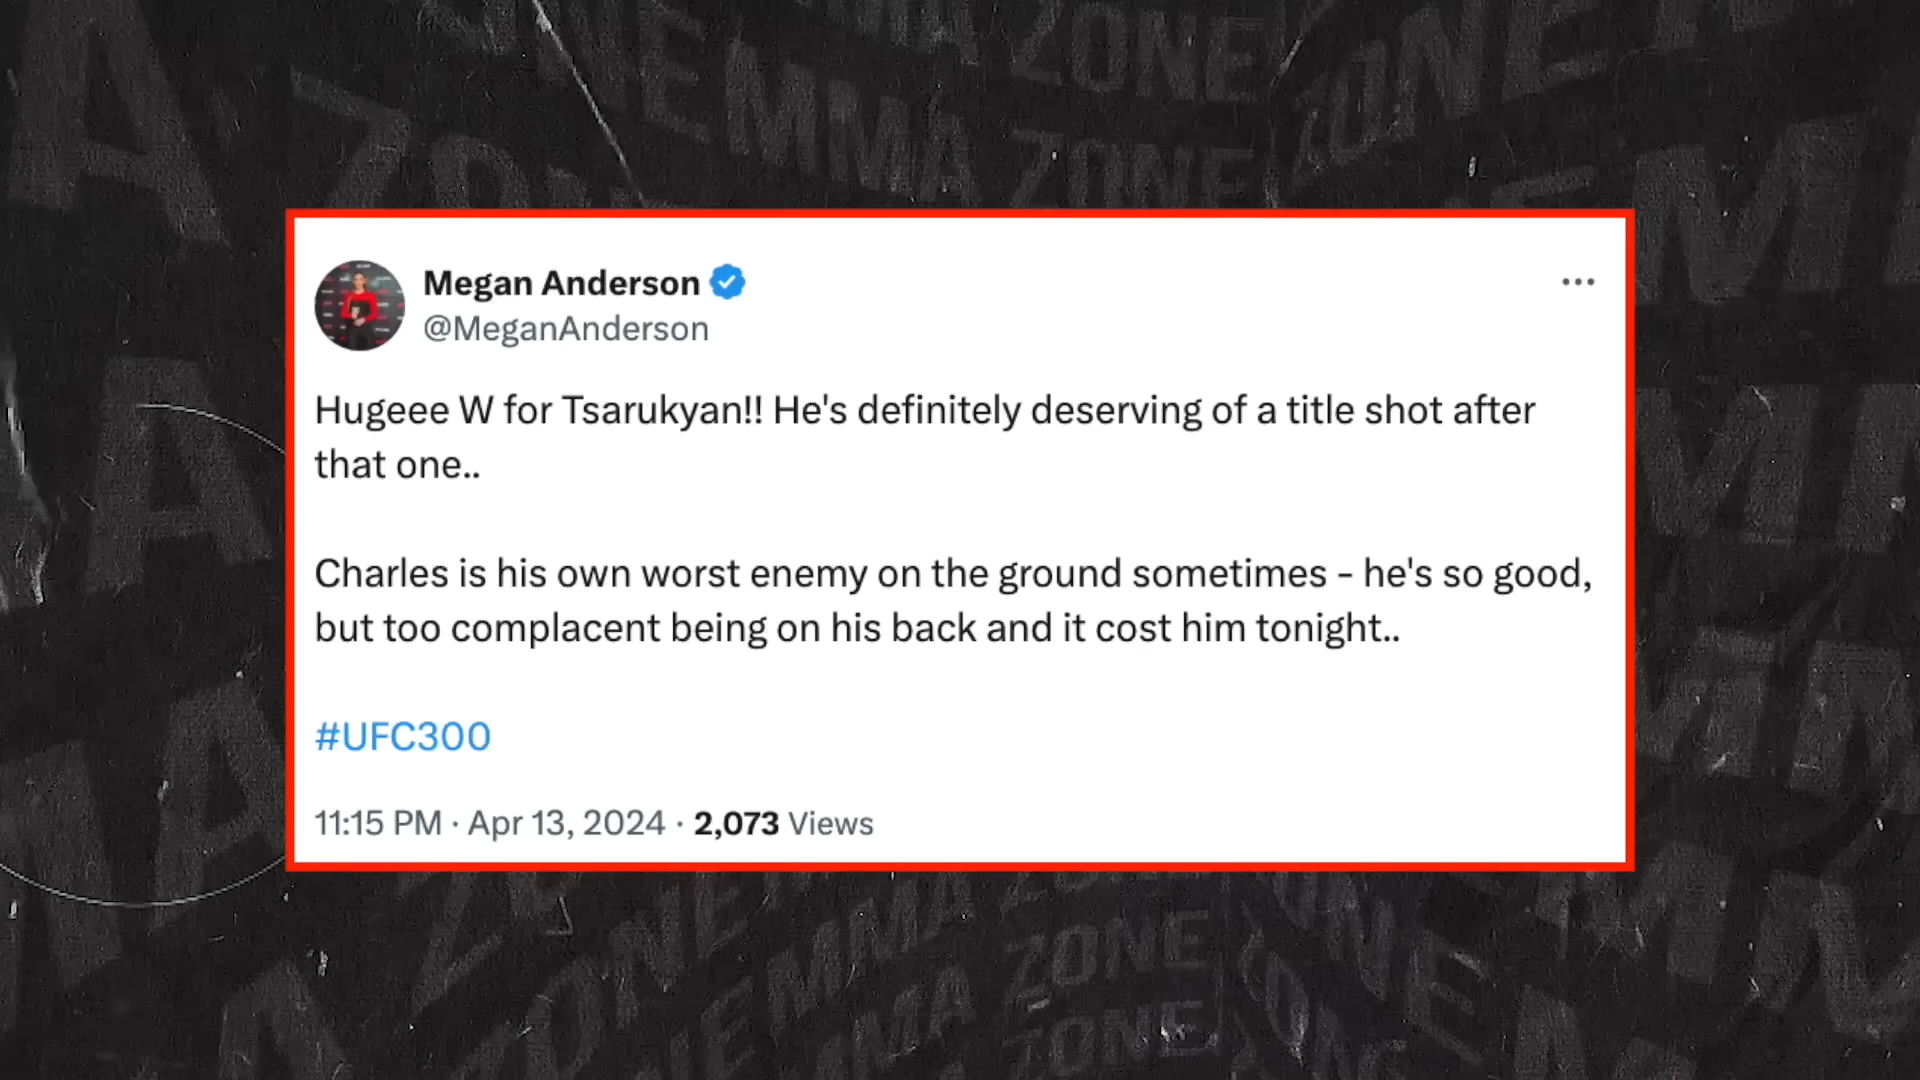 Megan Anderson
@MeganAnderson
Hugeee W for Tsarukyan!! He's definitely deserving of a title shot after
that one..
Charles is his own worst enemy on the ground sometimes - he's so good,
but too complacent being on his back and it cost him tonight..
#UFC300
11:15 PM · Apr 13, 2024 · 2,073 Views